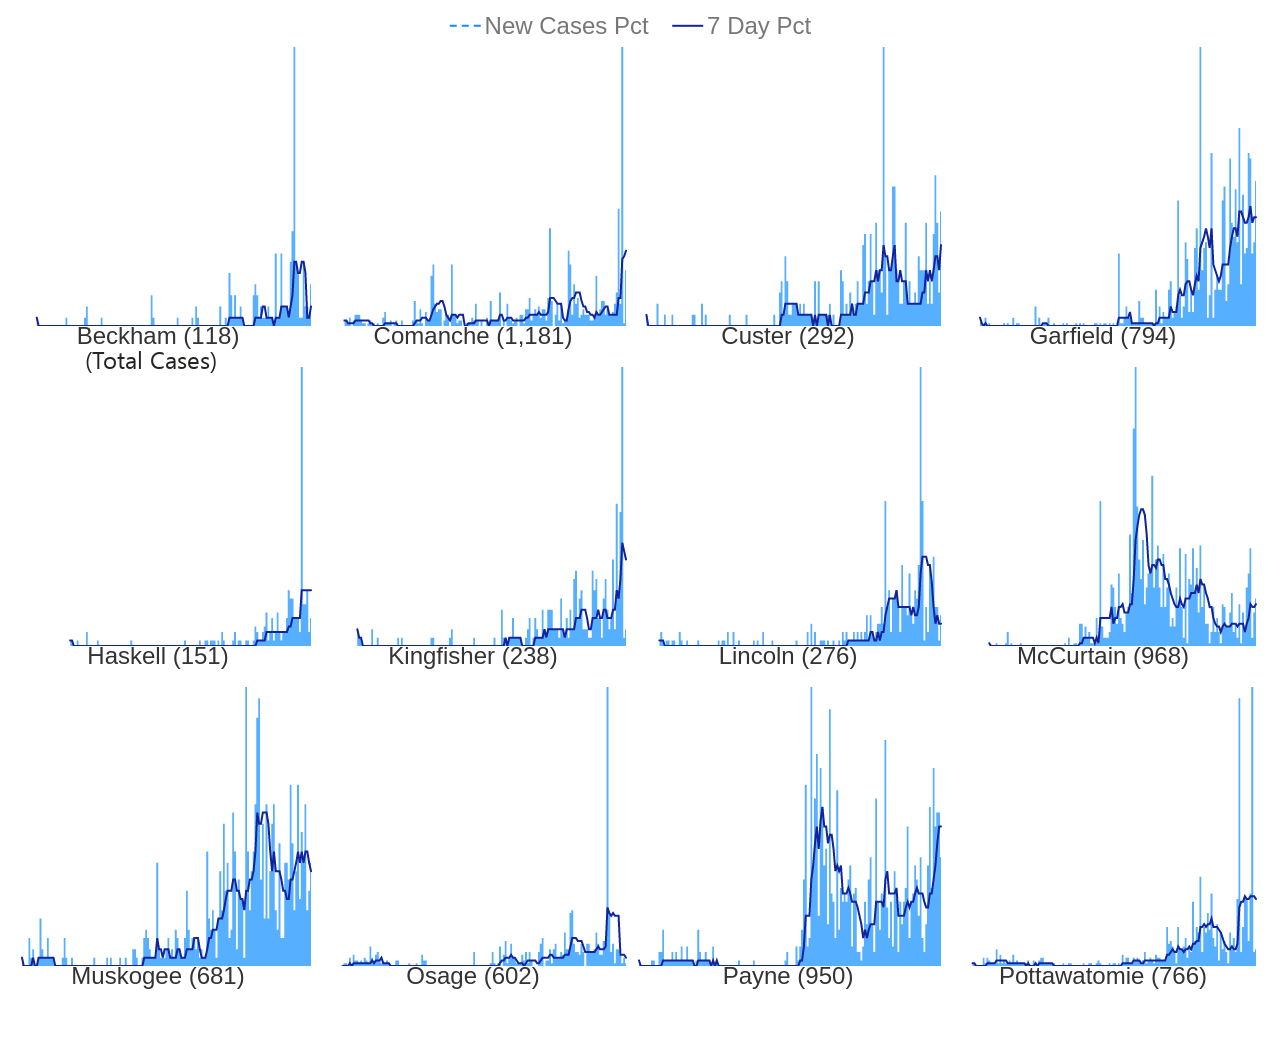 New Cases Pct 7 Day Pct
Beckham (118) Comanche (1,181) Custer (292) Garfield (794)
(Total Cases)
Haskell (151) Kingfisher (238) Lincoln (276) McCurtain (968)
Muskogee (681) Osage (602) Payne (950) Pottawatomie (766)